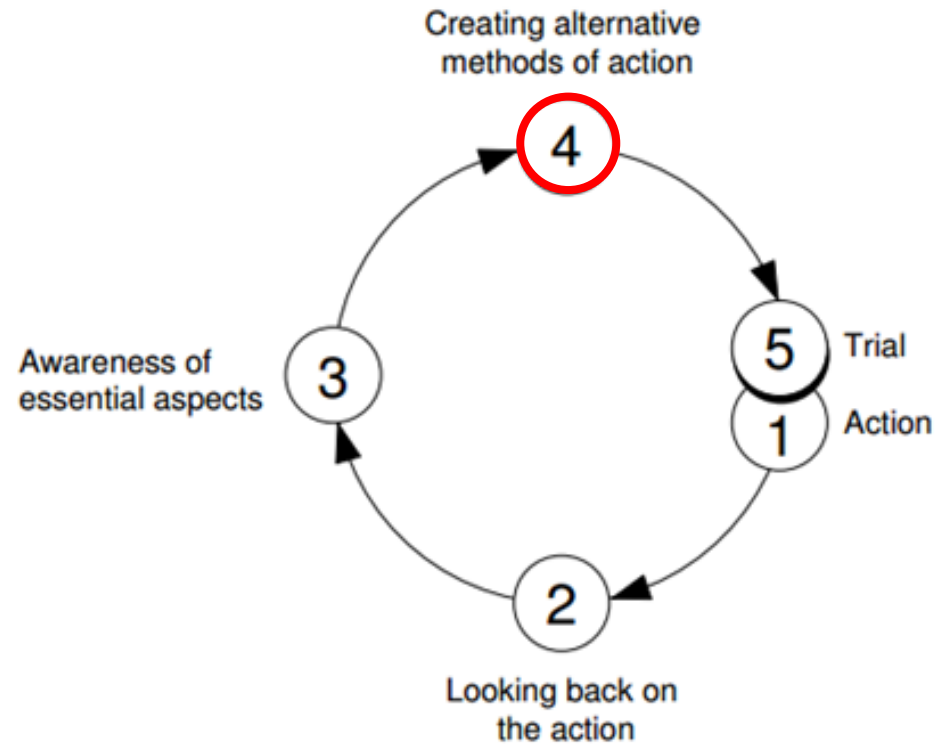 Creating alternative
methods of action
4
5
Trial
1
Action
Awareness of
essential aspects
3
2
Looking back on
the action